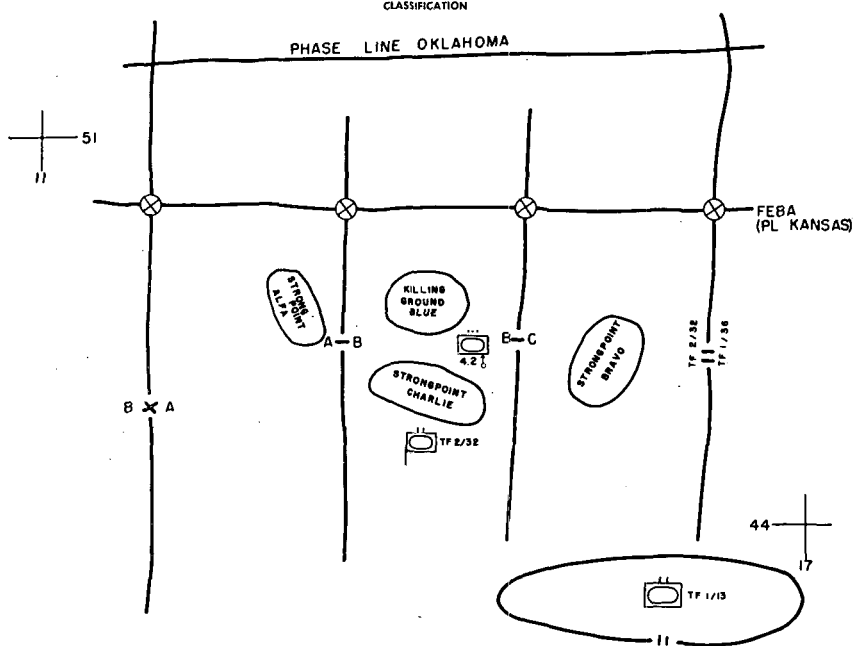 CLASSIFICATION
PHASE LINE OKLAHOMA
51
11
FEBA
(PL KANSAS)
STRONG
POINT
ALFA
KILLING
GROUND
BLUE
A B
B C
4.2
STRONGPOINT
BRAVO
TF 2/32
TF 1/36
STRONGPOINT
CHARLIE
B X A
TF 2/32
44
17
TF 1/13